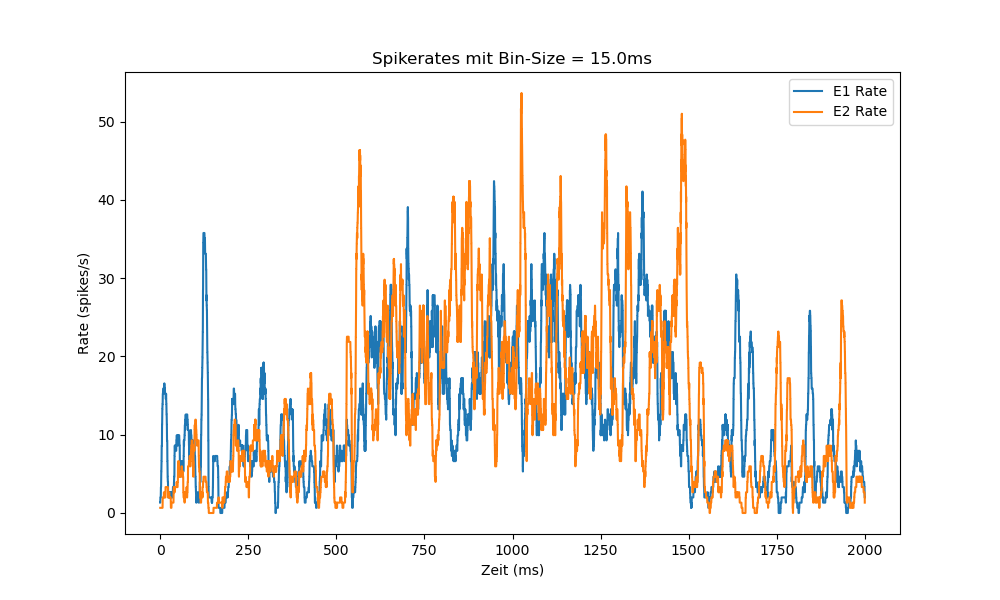 Spikerates mit Bin-Size = 15.0ms
E1 Rate
E2 Rate
50
40
30
20
10
0
Rate (spikes/s)
0 250 500 750 1000 1250 1500 1750 2000
Zeit (ms)